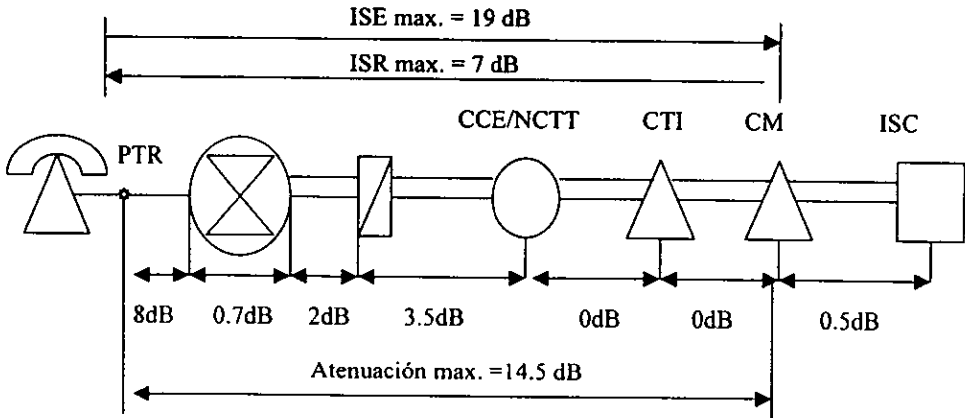 ISE max. = 19 dB
ISR max. = 7 dB
CCE/NCTT CTI CM ISC
PTR
8dB 0.7dB 2dB 3.5dB 0dB 0dB 0.5dB
Atenuación max. =14.5 dB